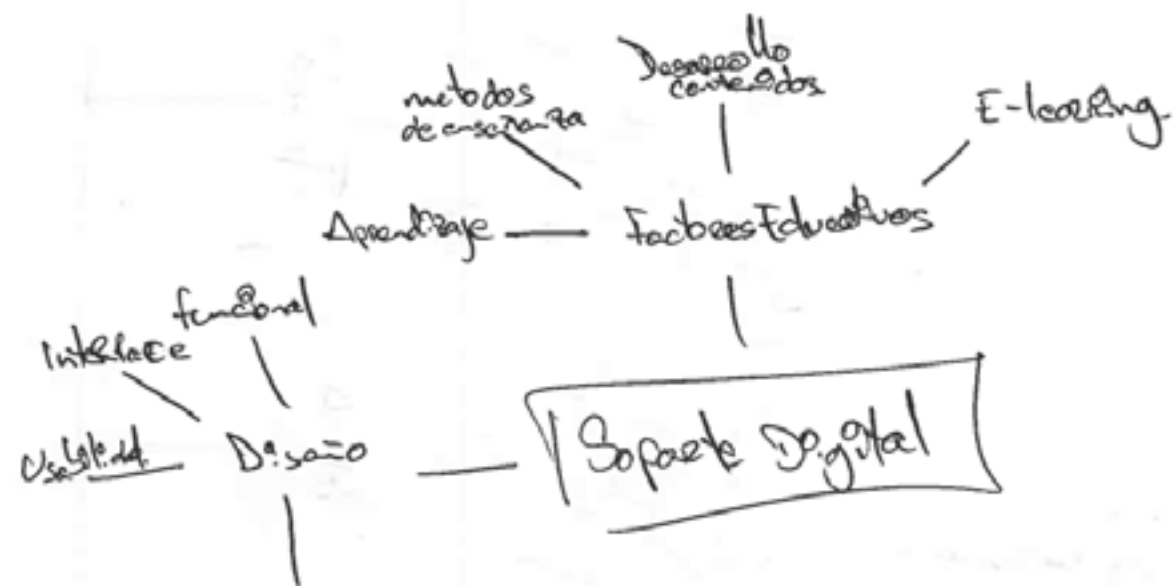 Desarrollo
contenidos
metodos
de enseñanza
E-learning.
Aprendizaje
Factores Educativos
funcional
Interface
Usabilidad.
Diseño
Soporte Digital